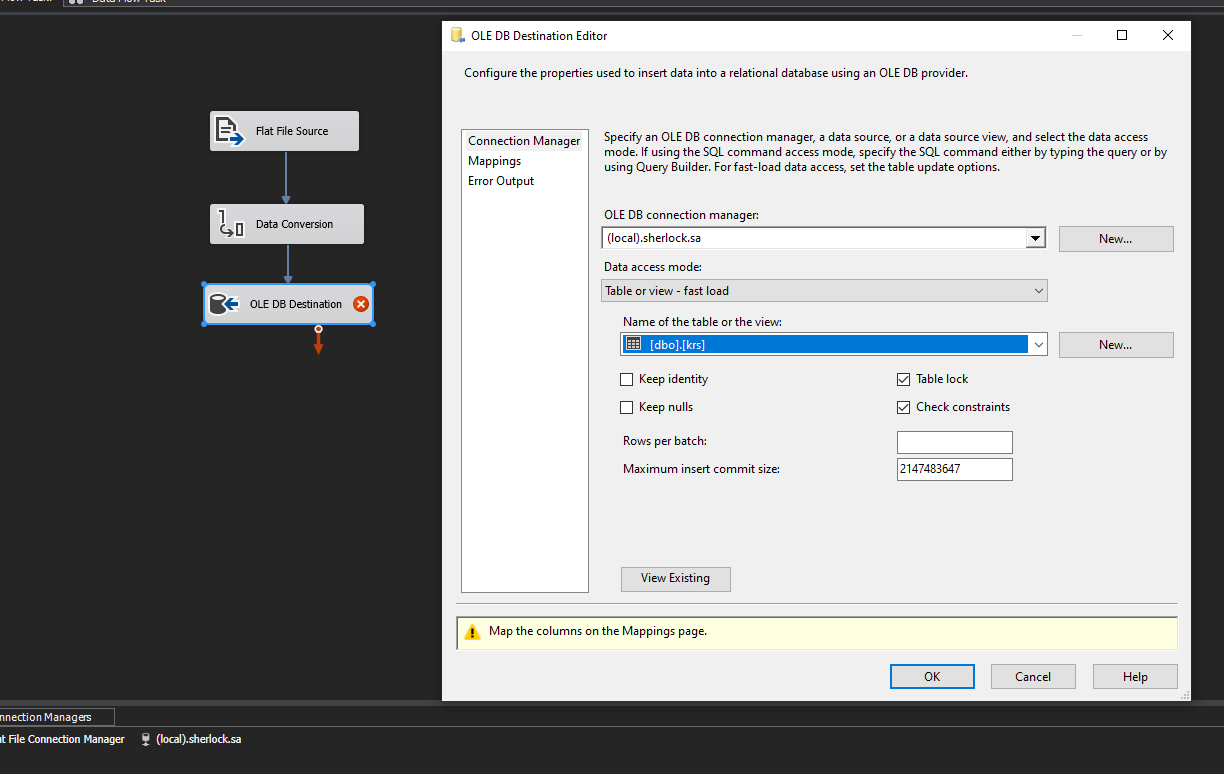 Data Flow Task
OLE DB Destination Editor
Configure the properties used to insert data into a relational database using an OLE DB provider.
Flat File Source
Data Conversion
OLE DB Destination
Connection Manager
Mappings
Error Output
Specify an OLE DB connection manager, a data source, or a data source view, and select the data access
mode. If using the SQL command access mode, specify the SQL command either by typing the query or by
using Query Builder. For fast-load data access, set the table update options.
OLE DB connection manager:
(local).sherlock.sa
New...
Data access mode:
Table or view - fast load
Name of the table or the view:
[dbo].[krs]
New...
Keep identity
Table lock
Keep nulls
Check constraints
Rows per batch:
Maximum insert commit size:
2147483647
View Existing
Map the columns on the Mappings page.
OK
Cancel
Help
nnection Managers
t File Connection Manager
(local).sherlock.sa